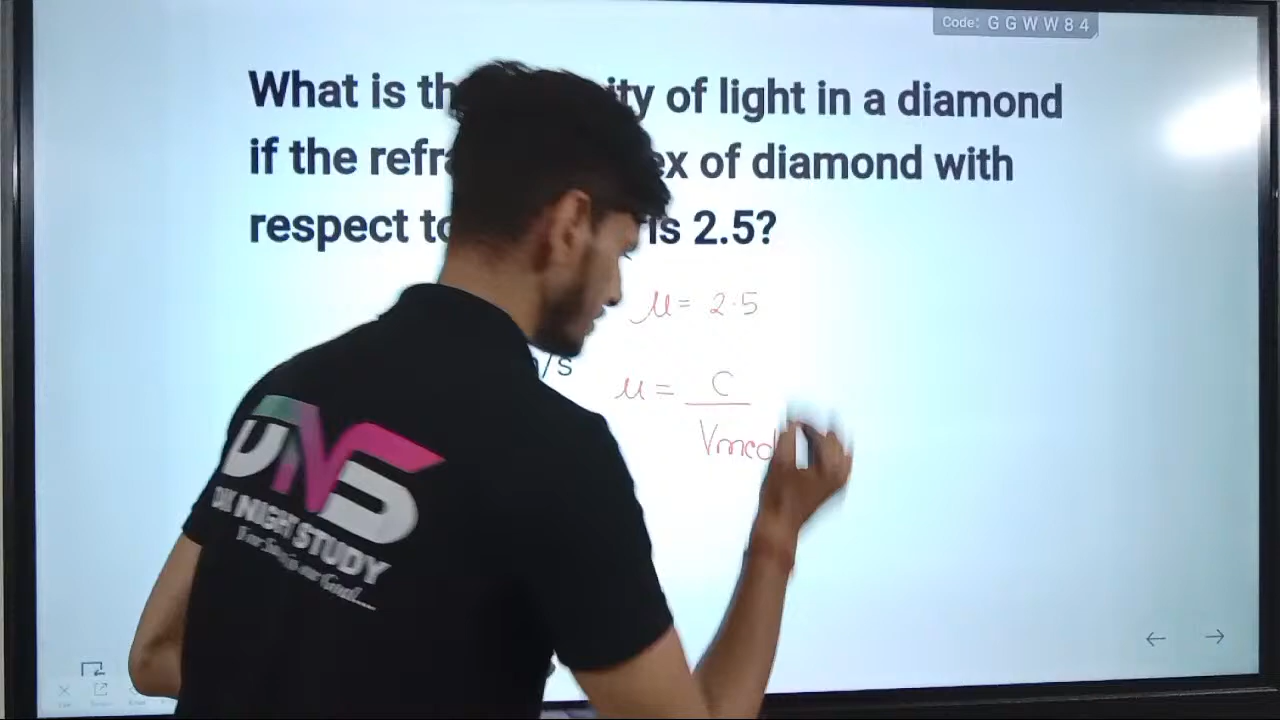 Code: G G W W 8 4
What is th ity of light in a diamond
if the refra ex of diamond with
respect to is 2.5?
μ = 2.5
/s
μ = C
Vmed
DK NIGHT STUDY